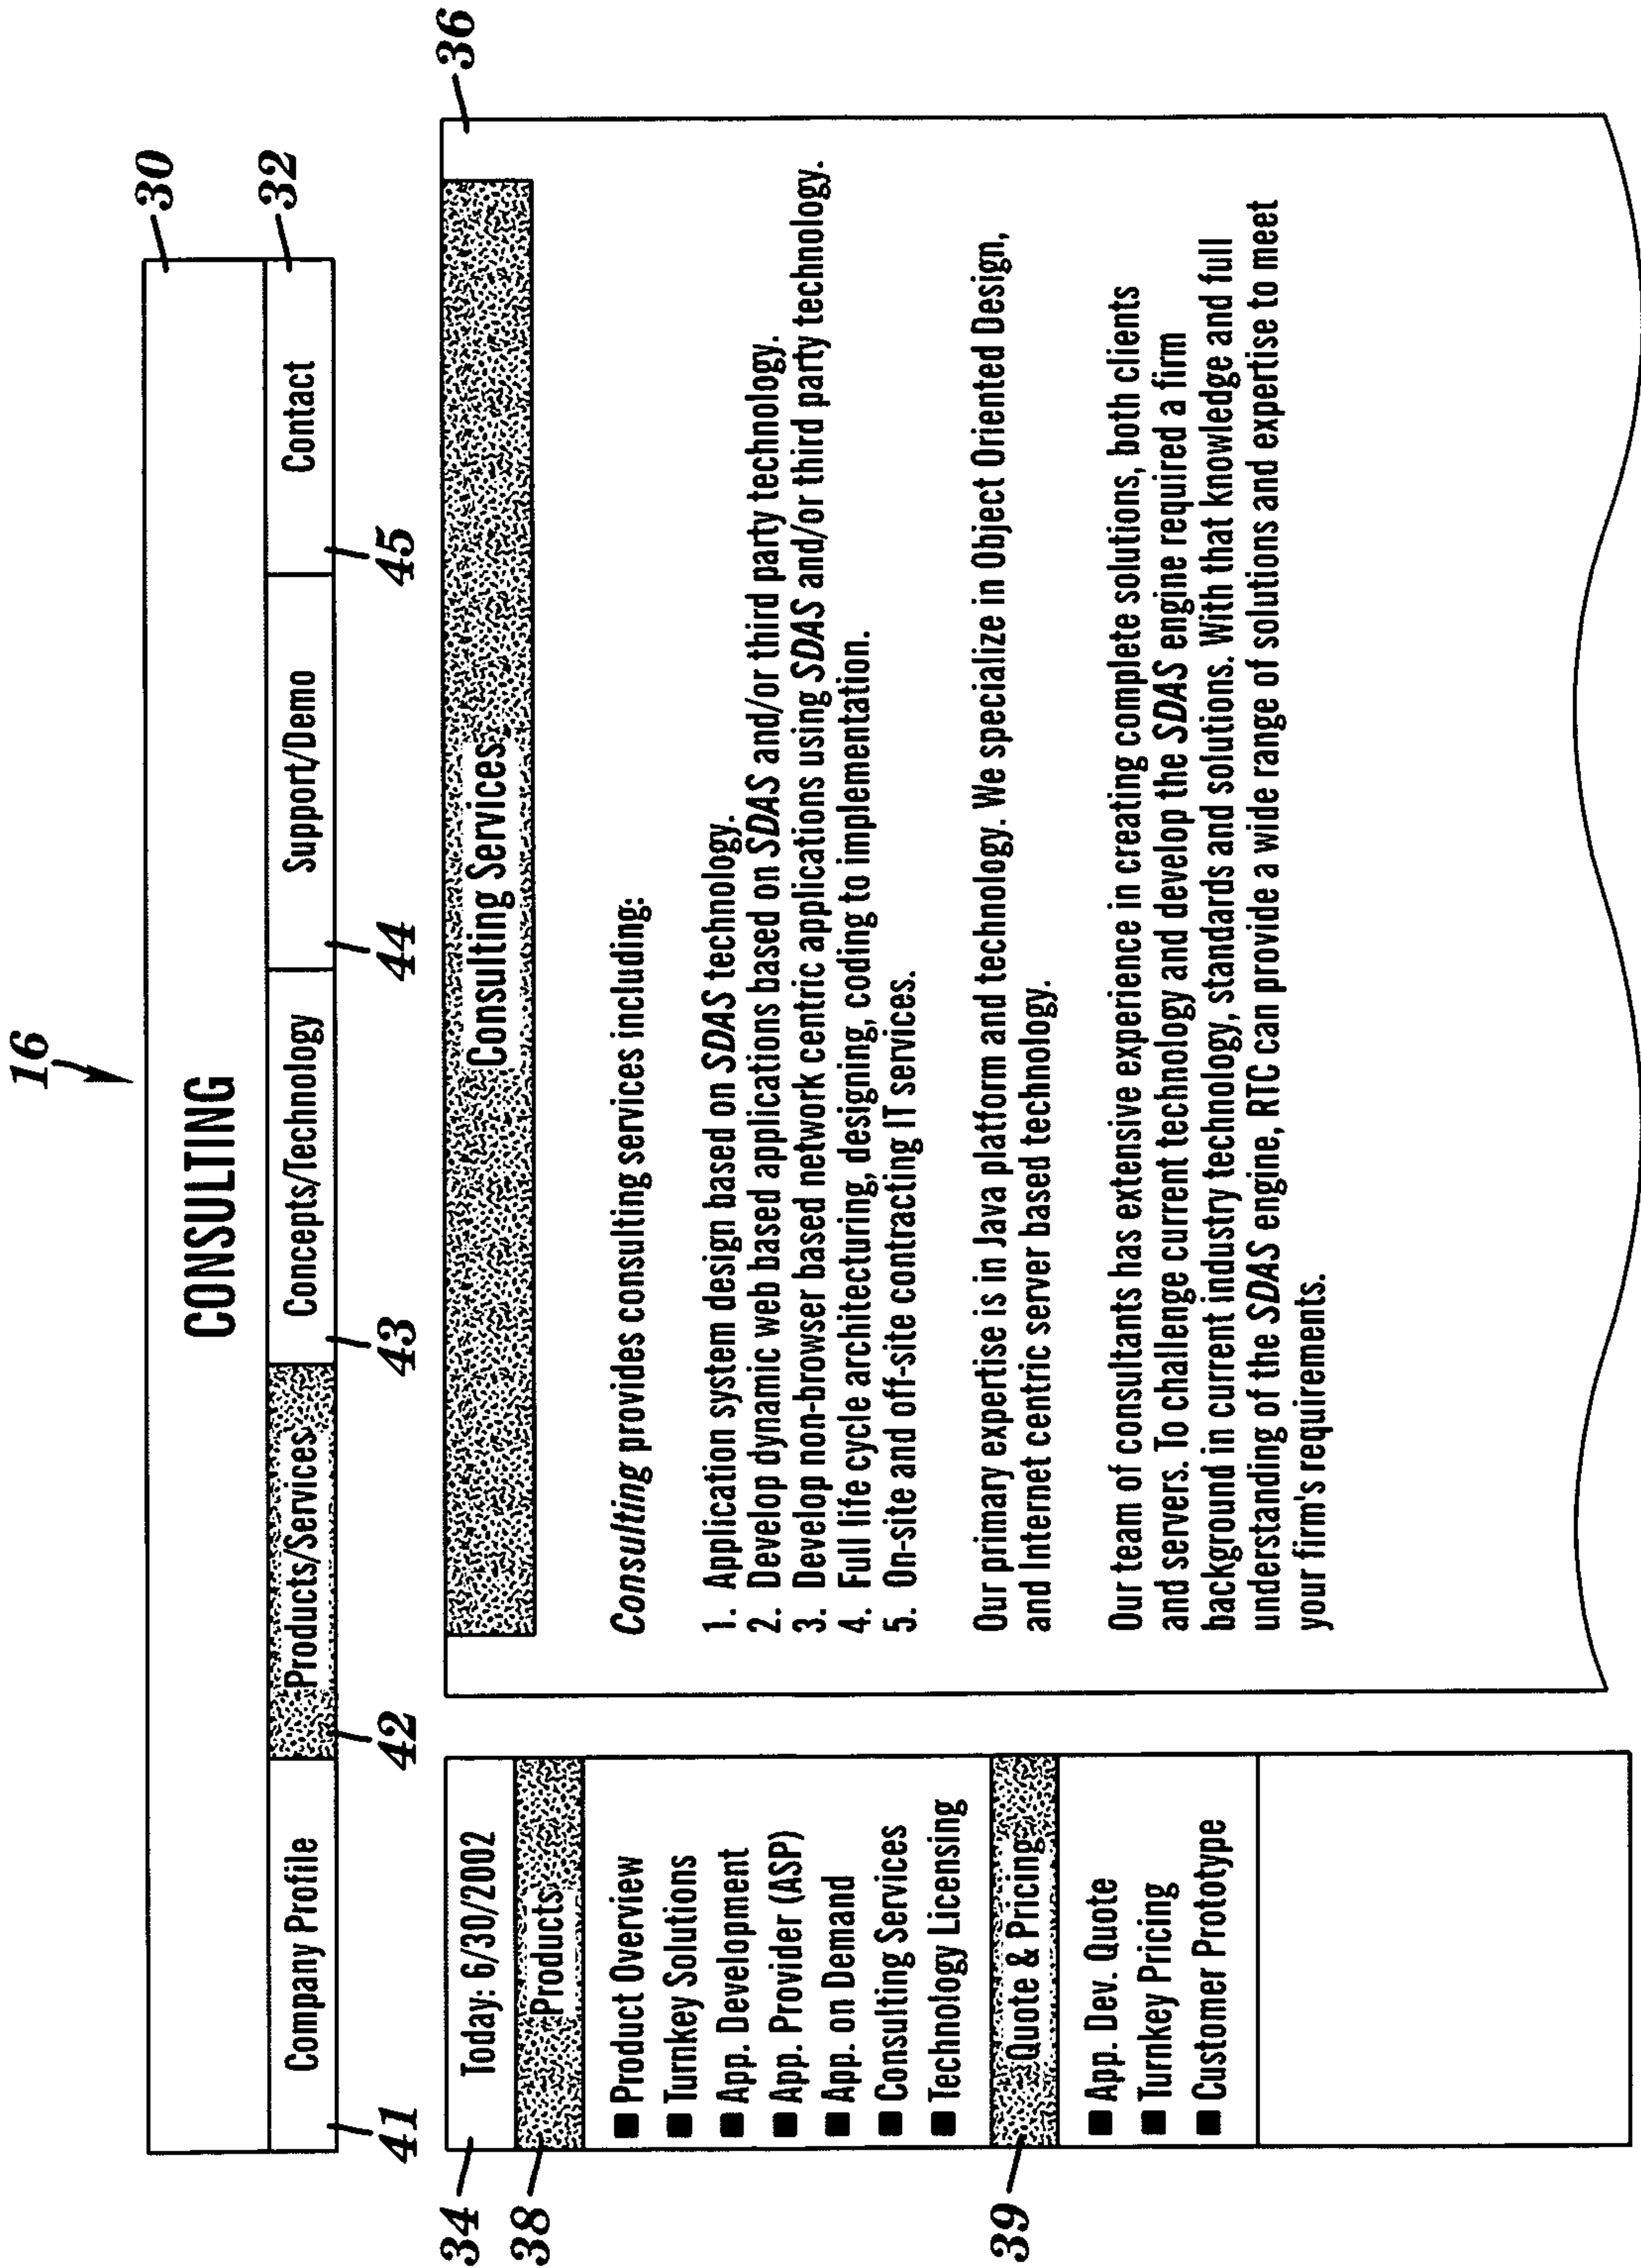 16
30
CONSULTING
32
Company Profile
Products/Services
Concepts/Technology
Support/Demo
Contact
41
42
43
44
45
34
Today: 6/30/2002
38
Products
■ Product Overview
■ Turnkey Solutions
■ App. Development
■ App. Provider (ASP)
■ App. on Demand
■ Consulting Services
■ Technology Licensing
39
Quote & Pricing
■ App. Dev. Quote
■ Turnkey Pricing
■ Customer Prototype
36
Consulting Services
Consulting provides consulting services including:
1. Application system design based on SDAS technology.
2. Develop dynamic web based applications based on SDAS and/or third party technology.
3. Develop non-browser based network centric applications using SDAS and/or third party technology.
4. Full life cycle architecturing, designing, coding to implementation.
5. On-site and off-site contracting IT services.
Our primary expertise is in Java platform and technology. We specialize in Object Oriented Design,
and Internet centric server based technology.
Our team of consultants has extensive experience in creating complete solutions, both clients
and servers. To challenge current technology and develop the SDAS engine required a firm
background in current industry technology, standards and solutions. With that knowledge and full
understanding of the SDAS engine, RTC can provide a wide range of solutions and expertise to meet
your firm's requirements.